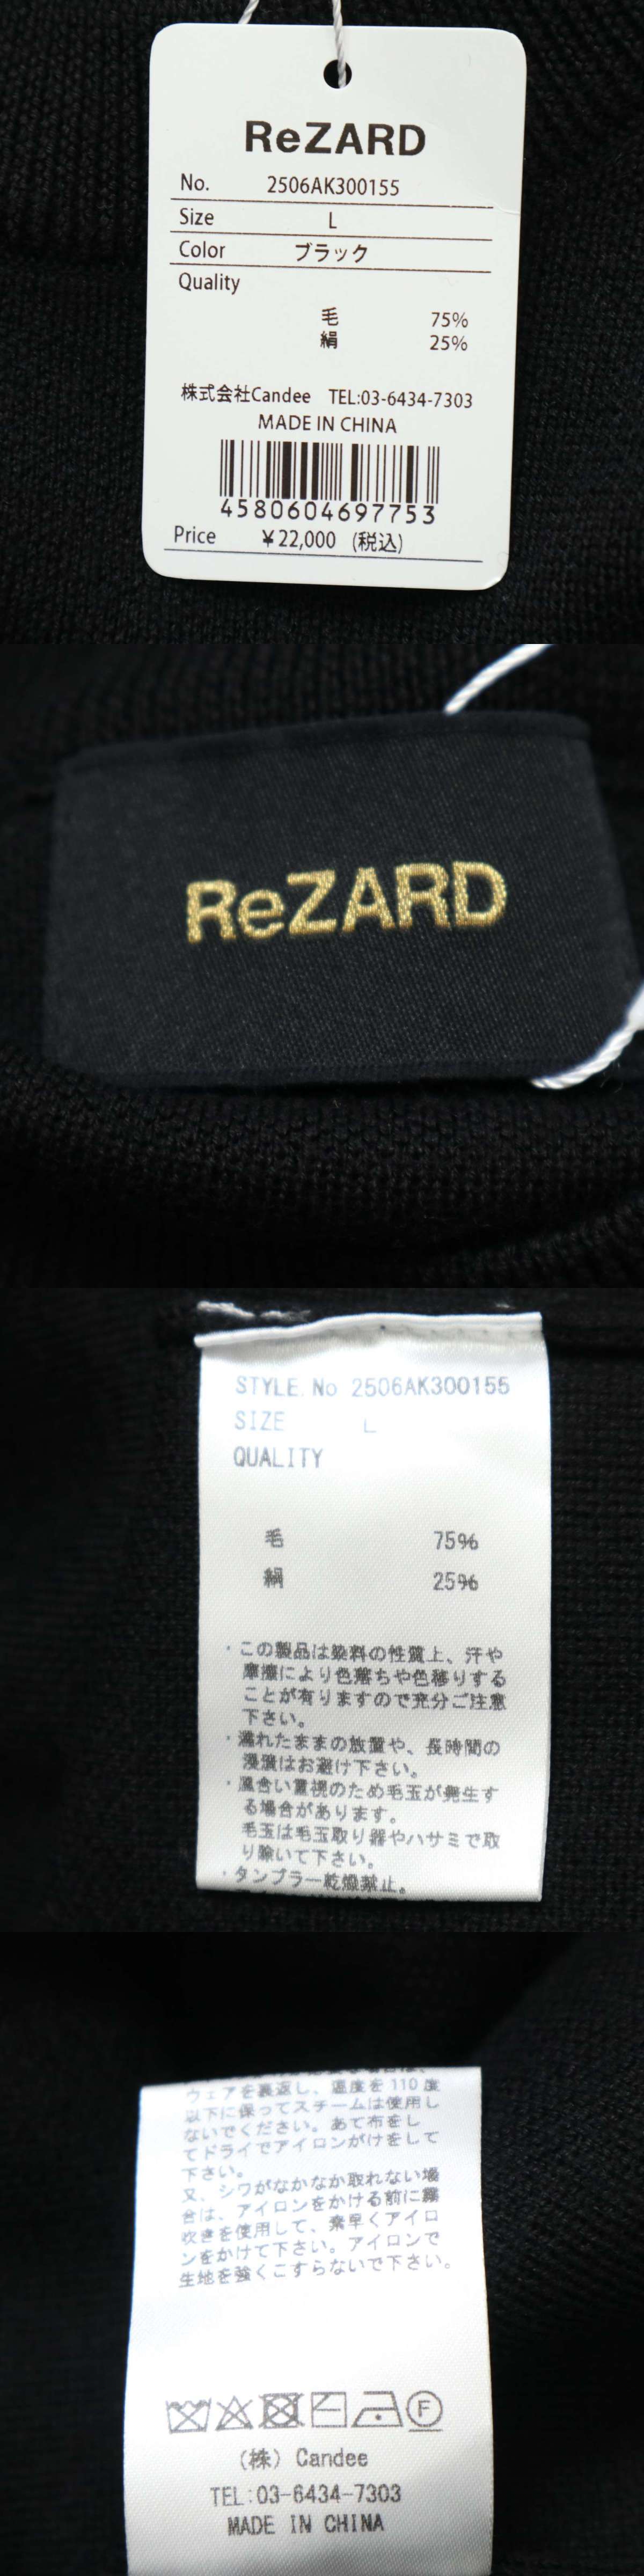 ReZARD
No. 2506AK300155
Size L
Color ブラック
Quality
毛 75%
絹 25%
株式会社Candee TEL:03-6434-7303
MADE IN CHINA
4580604697753
Price ¥22,000 (税込)
ReZARD
STYLE.No 2506AK300155
SIZE L
QUALITY
毛 75%
絹 25%
・この製品は染料の性質上、汗や
摩擦により色落ちや色移りする
ことが有りますので充分ご注意
下さい。
・濡れたままの放置や、長時間の
浸漬はお避け下さい。
・風合い重視のため毛玉が発生す
る場合があります。
毛玉は毛玉取り器やハサミで取
り除いて下さい。
・タンブラー乾燥禁止。
ウェアを裏返し、温度を110度
以下に保ってスチームは使用し
ないでください。あて布をし
てドライでアイロンがけをして
下さい。
又、シワがなかなか取れない場
合は、アイロンをかける前に霧
吹きを使用して、素早くアイロ
ンをかけて下さい。アイロンで
生地を強くこすらないで下さい。
F
(株) Candee
TEL:03-6434-7303
MADE IN CHINA